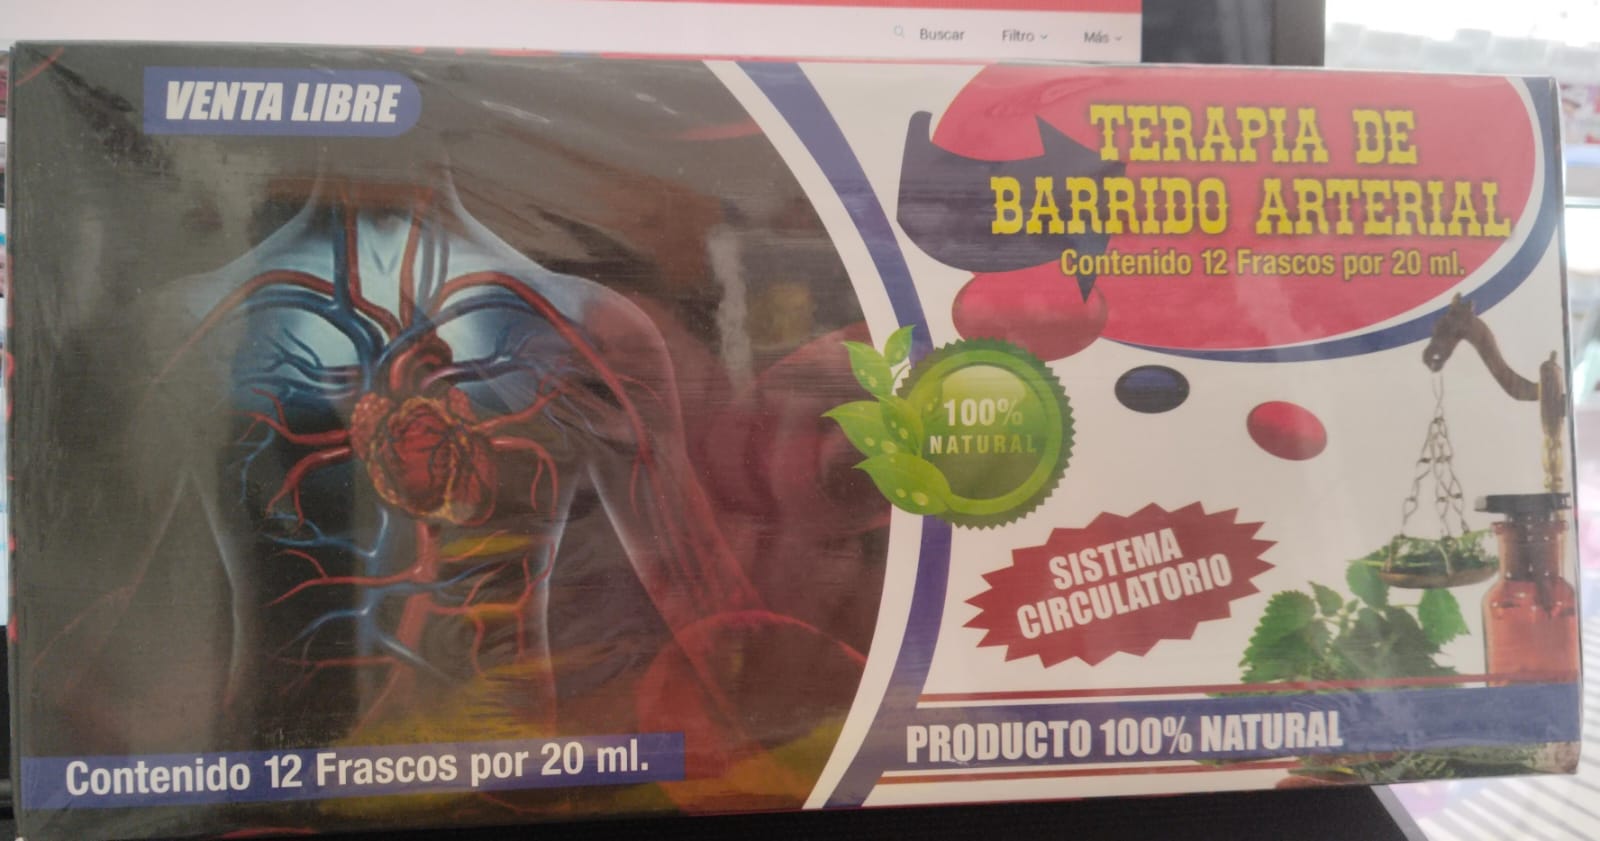 Buscar
Filtro
Más
VENTA LIBRE
TERAPIA DE
BARRIDO ARTERIAL
Contenido 12 Frascos por 20 ml.
100%
NATURAL
SISTEMA
CIRCULATORIO
PRODUCTO 100% NATURAL
Contenido 12 Frascos por 20 ml.